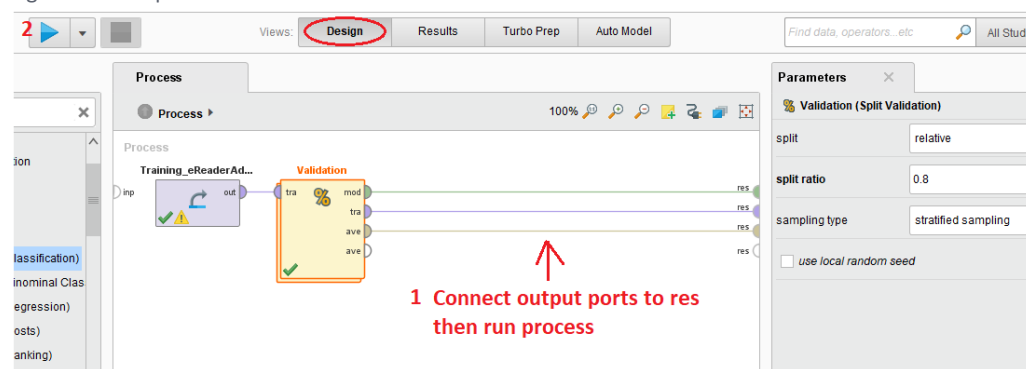 2
Views: Design Results Turbo Prep Auto Model
Find data, operators...etc
All Stud
Process
Process
100%
Process
Training_eReaderAd...
Validation
inp
out
tra
mod
tra
ave
ave
res
res
res
res
1 Connect output ports to res
then run process
tion
lassification)
inominal Clas
egression)
osts)
anking)
Parameters
% Validation (Split Validation)
split
relative
split ratio
0.8
sampling type
stratified sampling
use local random seed